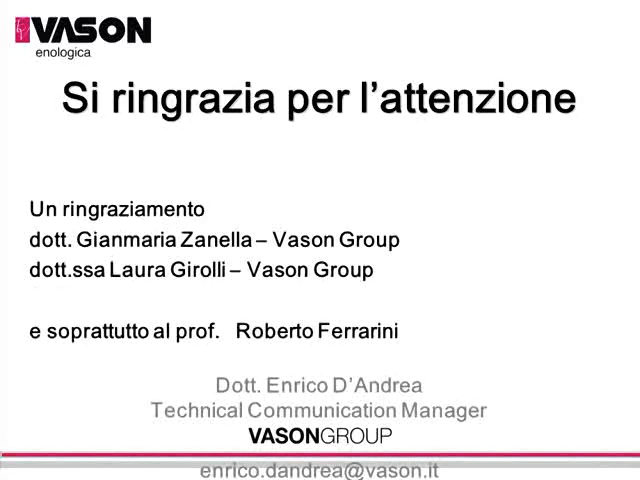 VASON
enologica
Si ringrazia per l’attenzione
Un ringraziamento
dott. Gianmaria Zanella – Vason Group
dott.ssa Laura Girolli – Vason Group
e soprattutto al prof. Roberto Ferrarini
Dott. Enrico D’Andrea
Technical Communication Manager
VASONGROUP
enrico.dandrea@vason.it